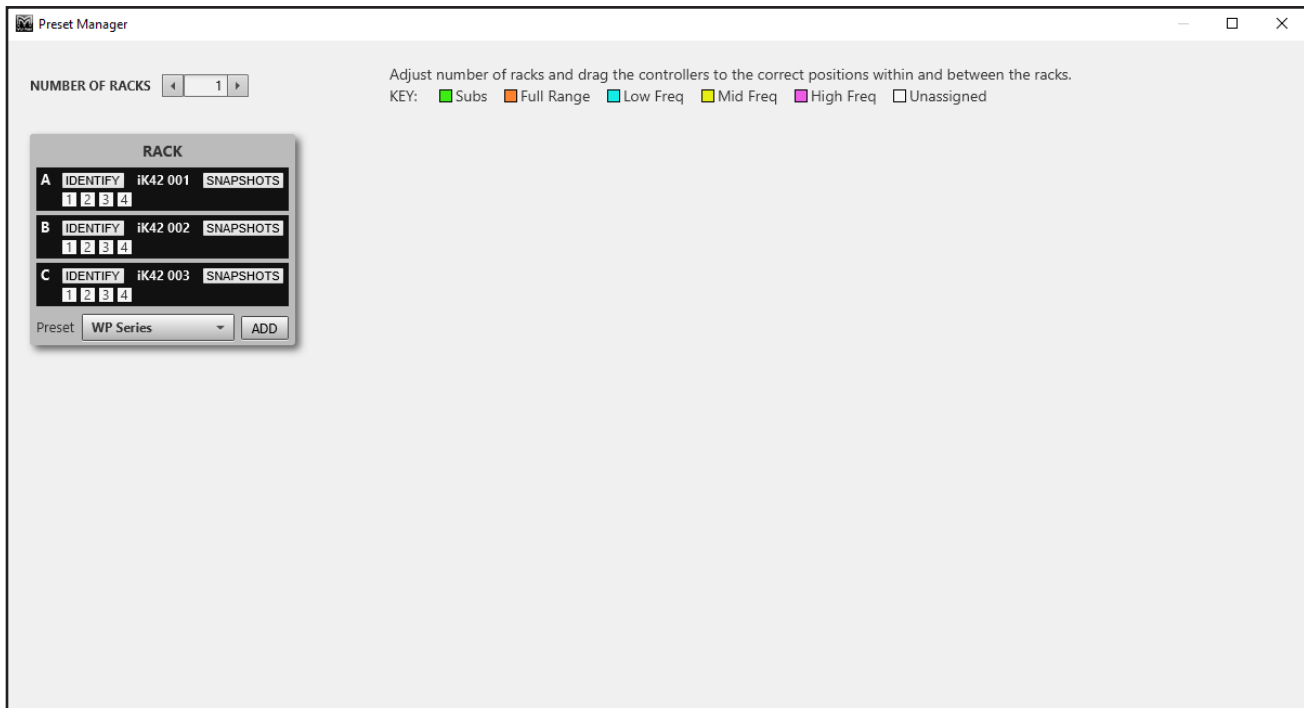 Preset Manager
NUMBER OF RACKS 1
Adjust number of racks and drag the controllers to the correct positions within and between the racks.
KEY: Subs Full Range Low Freq Mid Freq High Freq Unassigned
RACK
A IDENTIFY iK42 001 SNAPSHOTS
1 2 3 4
B IDENTIFY iK42 002 SNAPSHOTS
1 2 3 4
C IDENTIFY iK42 003 SNAPSHOTS
1 2 3 4
Preset WP Series ADD